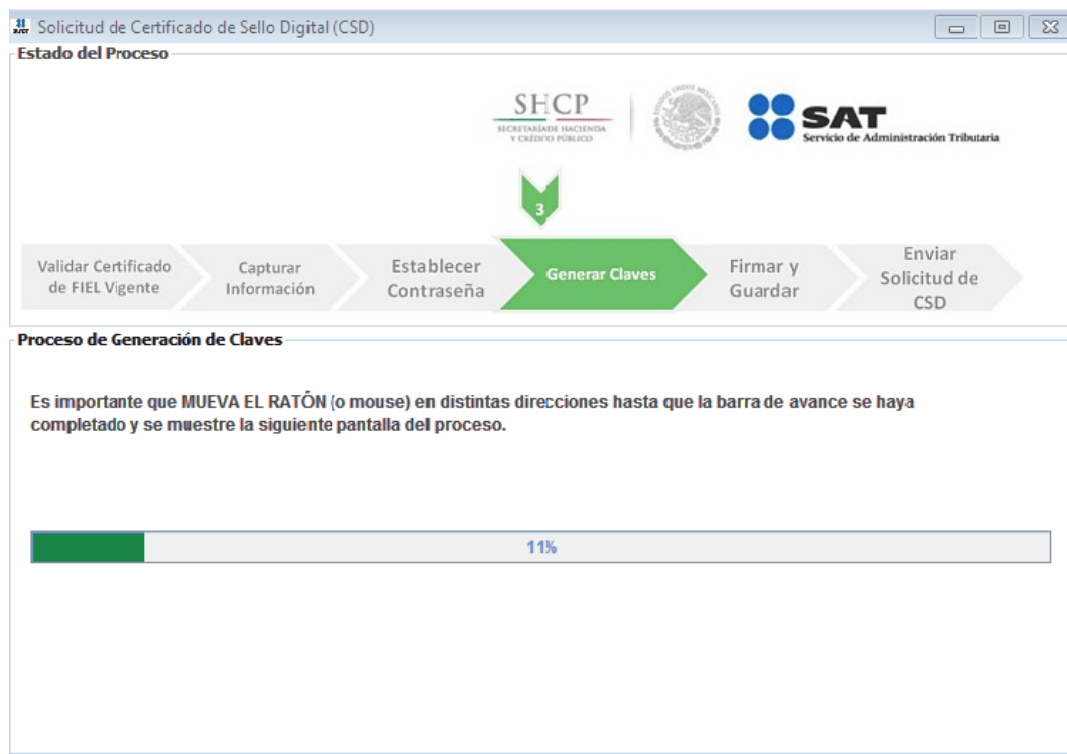 Solicitud de Certificado de Sello Digital (CSD)
Estado del Proceso
SHCP
SECRETARÍA DE HACIENDA
Y CRÉDITO PÚBLICO
ESTADOS UNIDOS MEXICANOS
SAT
Servicio de Administración Tributaria
3
Validar Certificado
de FIEL Vigente
Capturar
Información
Establecer
Contraseña
Generar Claves
Firmar y
Guardar
Enviar
Solicitud de
CSD
Proceso de Generación de Claves
Es importante que MUEVA EL RATÓN (o mouse) en distintas direcciones hasta que la barra de avance se haya
completado y se muestre la siguiente pantalla del proceso.
11%